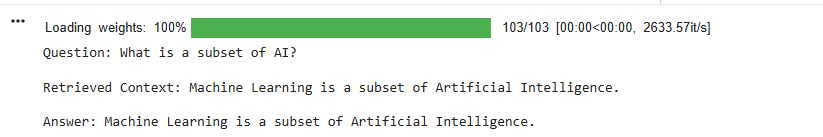 Loading weights: 100% 103/103 [00:00<00:00, 2633.57it/s]
Question: What is a subset of AI?
Retrieved Context: Machine Learning is a subset of Artificial Intelligence.
Answer: Machine Learning is a subset of Artificial Intelligence.